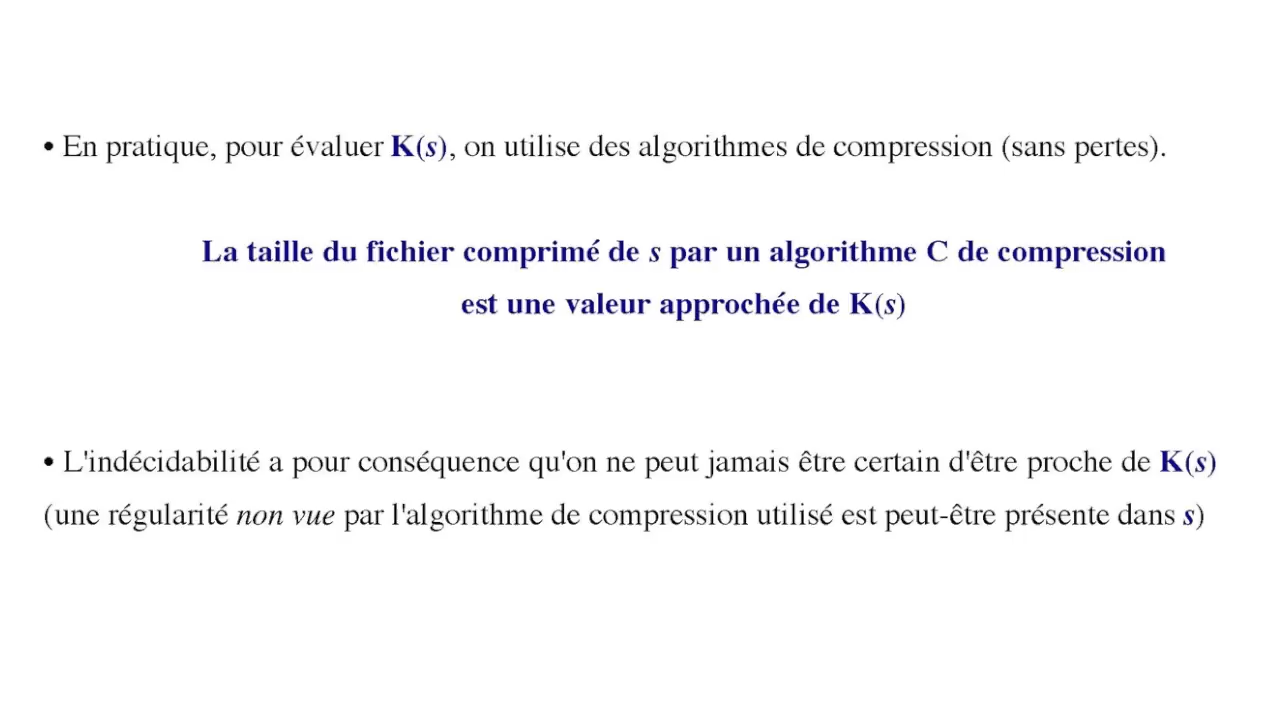 • En pratique, pour évaluer K(s), on utilise des algorithmes de compression (sans pertes).
La taille du fichier comprimé de s par un algorithme C de compression
est une valeur approchée de K(s)
• L'indécidabilité a pour conséquence qu'on ne peut jamais être certain d'être proche de K(s)
(une régularité non vue par l'algorithme de compression utilisé est peut-être présente dans s)